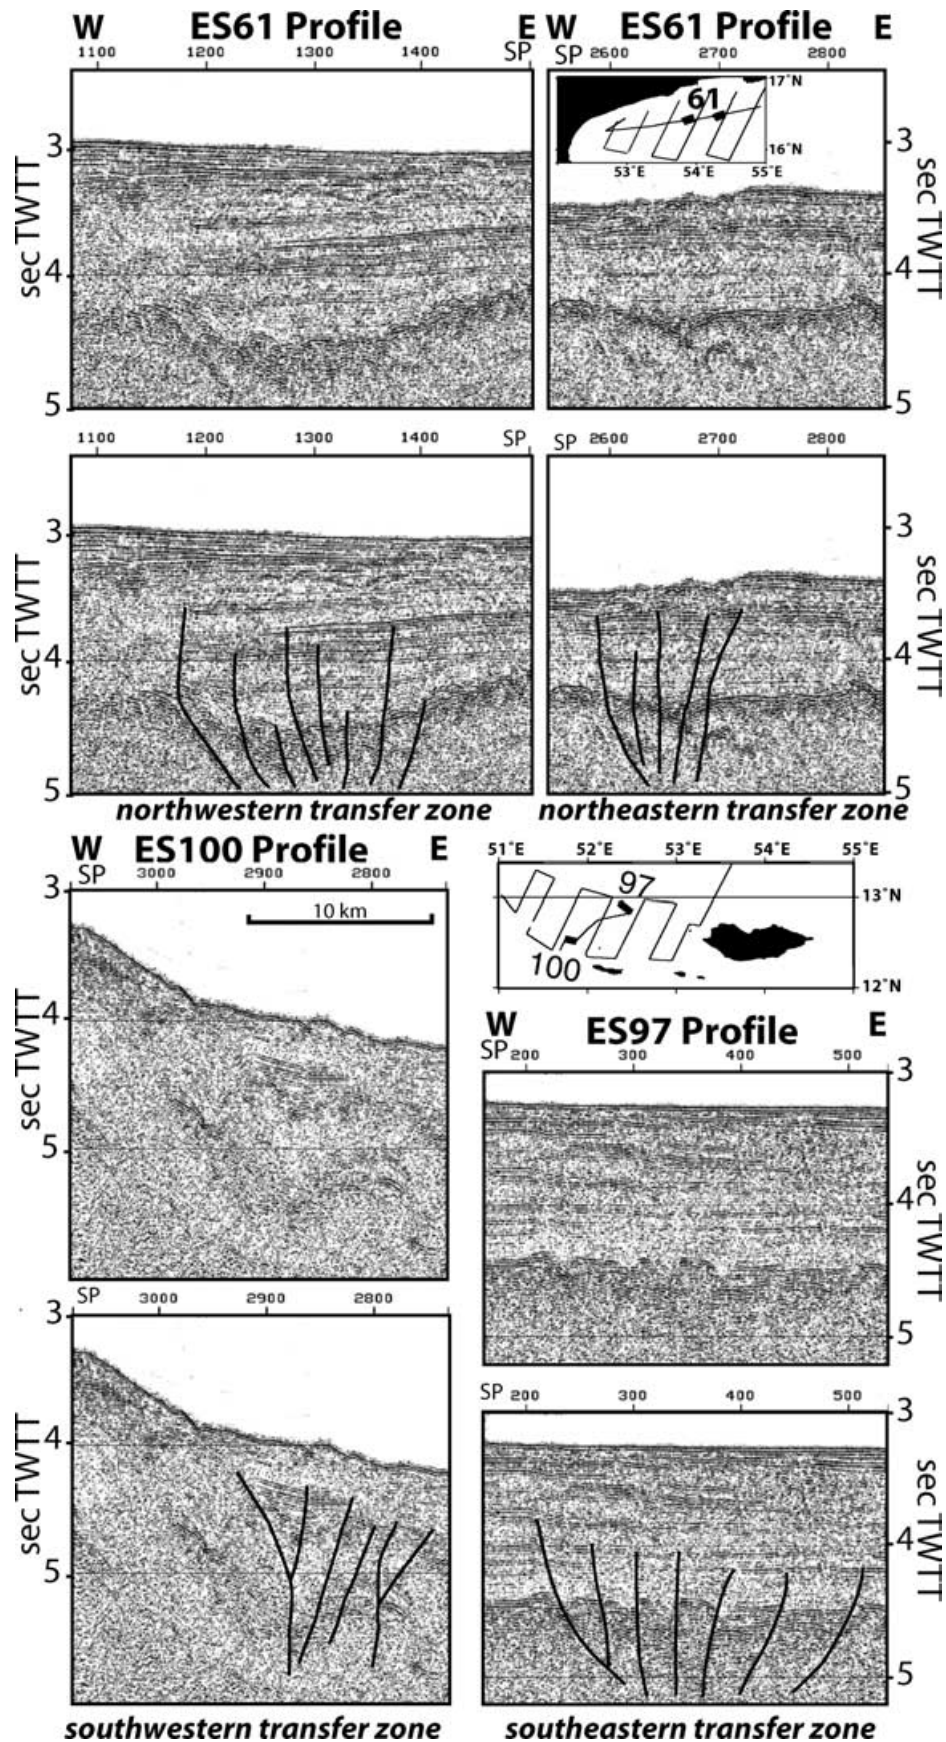 W ES61 Profile E
1100 1200 1300 1400 SP
3
4
5
sec TWTT
W ES61 Profile E
SP 2600 2700 2800
61
17°N
16°N
53°E 54°E 55°E
3
4
5
sec TWTT
1100 1200 1300 1400 SP
3
4
5
sec TWTT
northwestern transfer zone
SP 2600 2700 2800
3
4
5
sec TWTT
northeastern transfer zone
W ES100 Profile E
SP 3000 2900 2800
10 km
3
4
5
sec TWTT
51°E 52°E 53°E 54°E 55°E
97
100
13°N
12°N
W ES97 Profile E
SP 200 300 400 500
3
4
5
sec TWTT
SP 3000 2900 2800
3
4
5
sec TWTT
southwestern transfer zone
SP 200 300 400 500
3
4
5
sec TWTT
southeastern transfer zone